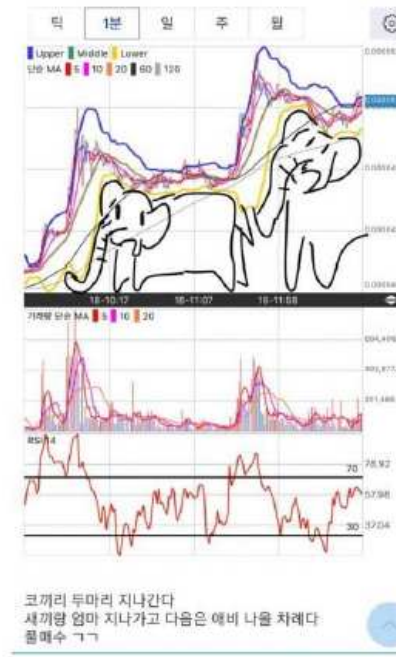 틱 1분 일 주 월
Upper Middle Lower
단순 MA 5 10 20 60 120
18-10:17 18-11:07 18-11:58
거래량 단순 MA 5 10 20
RSI 14
70
78.92
57.98
30
37.04
코끼리 두마리 지나간다
새끼랑 엄마 지나가고 다음은 애비 나올 차례다
풀매수 ㄱㄱ